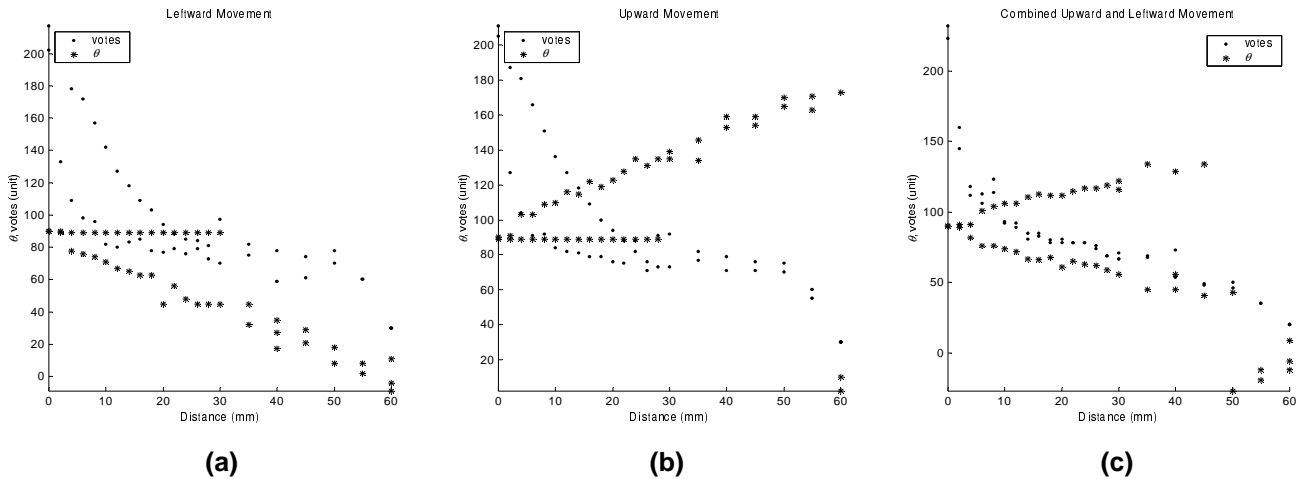 Leftward Movement
votes
θ
θ, votes (unit)
200
180
160
140
120
100
80
60
40
20
0
0 10 20 30 40 50 60
Distance (mm)
(a)
Upward Movement
votes
θ
θ, votes (unit)
200
180
160
140
120
100
80
60
40
20
0 10 20 30 40 50 60
Distance (mm)
(b)
Combined Upward and Leftward Movement
votes
θ
θ, votes (unit)
200
150
100
50
0
0 10 20 30 40 50 60
Distance (mm)
(c)